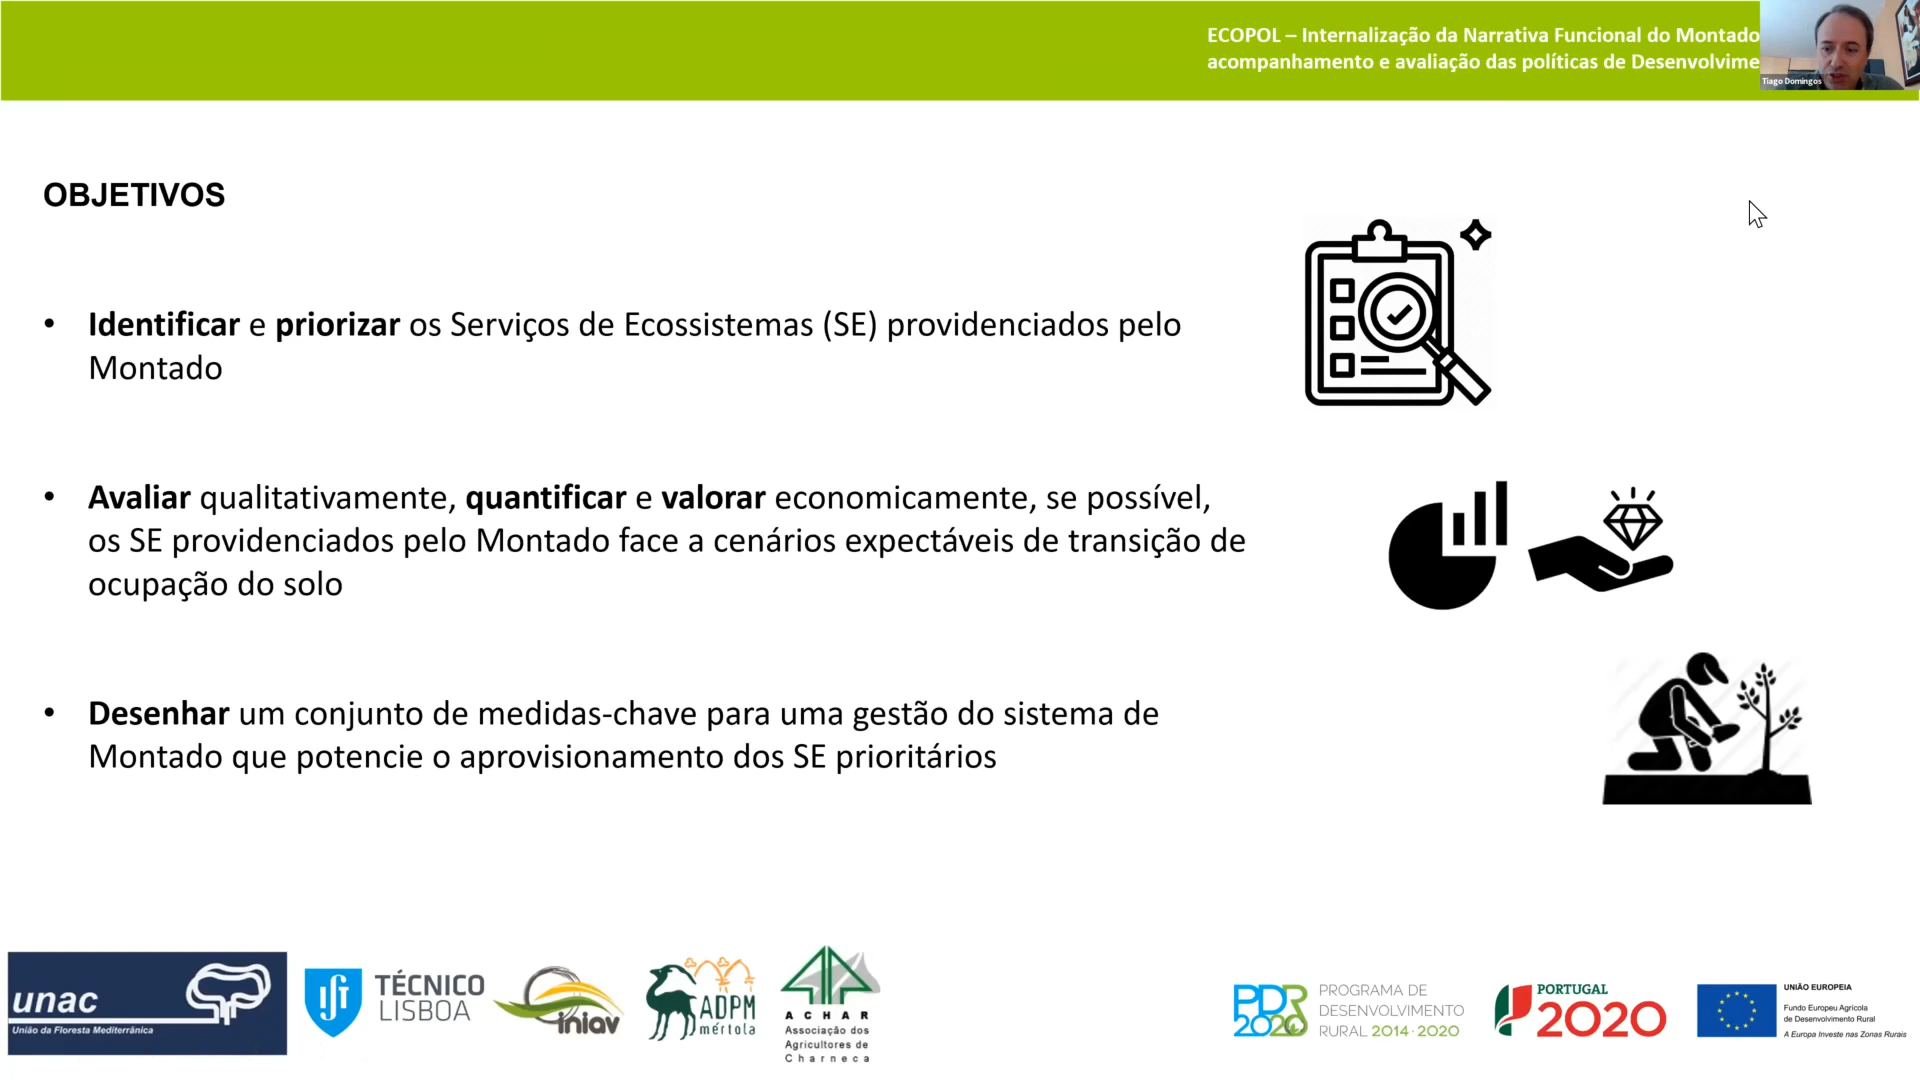 ECOPOL – Internalização da Narrativa Funcional do Montado
acompanhamento e avaliação das políticas de Desenvolvime
Tiago Domingos
OBJETIVOS
• Identificar e priorizar os Serviços de Ecossistemas (SE) providenciados pelo
Montado
• Avaliar qualitativamente, quantificar e valorar economicamente, se possível,
os SE providenciados pelo Montado face a cenários expectáveis de transição de
ocupação do solo
• Desenhar um conjunto de medidas-chave para uma gestão do sistema de
Montado que potencie o aprovisionamento dos SE prioritários
unac
União da Floresta Mediterrânica
TÉCNICO
LISBOA
iniav
ADPM
mértola
ACHAR
Associação dos
Agricultores de
Charneca
PDR
2020
PROGRAMA DE
DESENVOLVIMENTO
RURAL 2014·2020
PORTUGAL
2020
UNIÃO EUROPEIA
Fundo Europeu Agrícola
de Desenvolvimento Rural
A Europa Investe nas Zonas Rurais